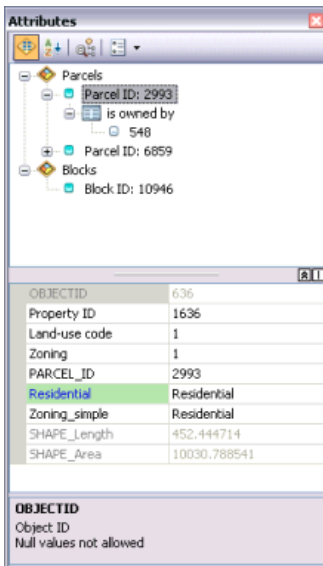 Attributes
Parcels
Parcel ID: 2993
is owned by
548
Parcel ID: 6859
Blocks
Block ID: 10946
OBJECTID 636
Property ID 1636
Land-use code 1
Zoning 1
PARCEL_ID 2993
Residential Residential
Zoning_simple Residential
SHAPE_Length 452.444714
SHAPE_Area 10030.788541
OBJECTID
Object ID
Null values not allowed